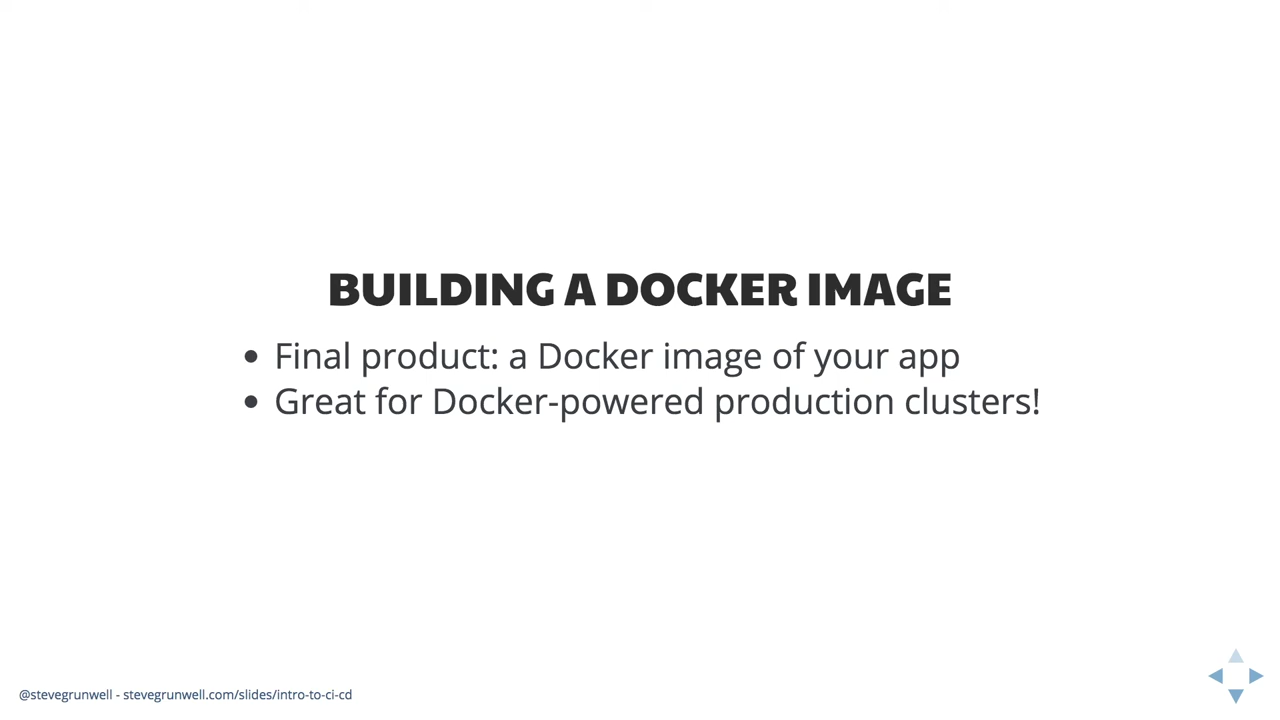 BUILDING A DOCKER IMAGE
• Final product: a Docker image of your app
• Great for Docker-powered production clusters!
@stevegrunwell - stevegrunwell.com/slides/intro-to-ci-cd